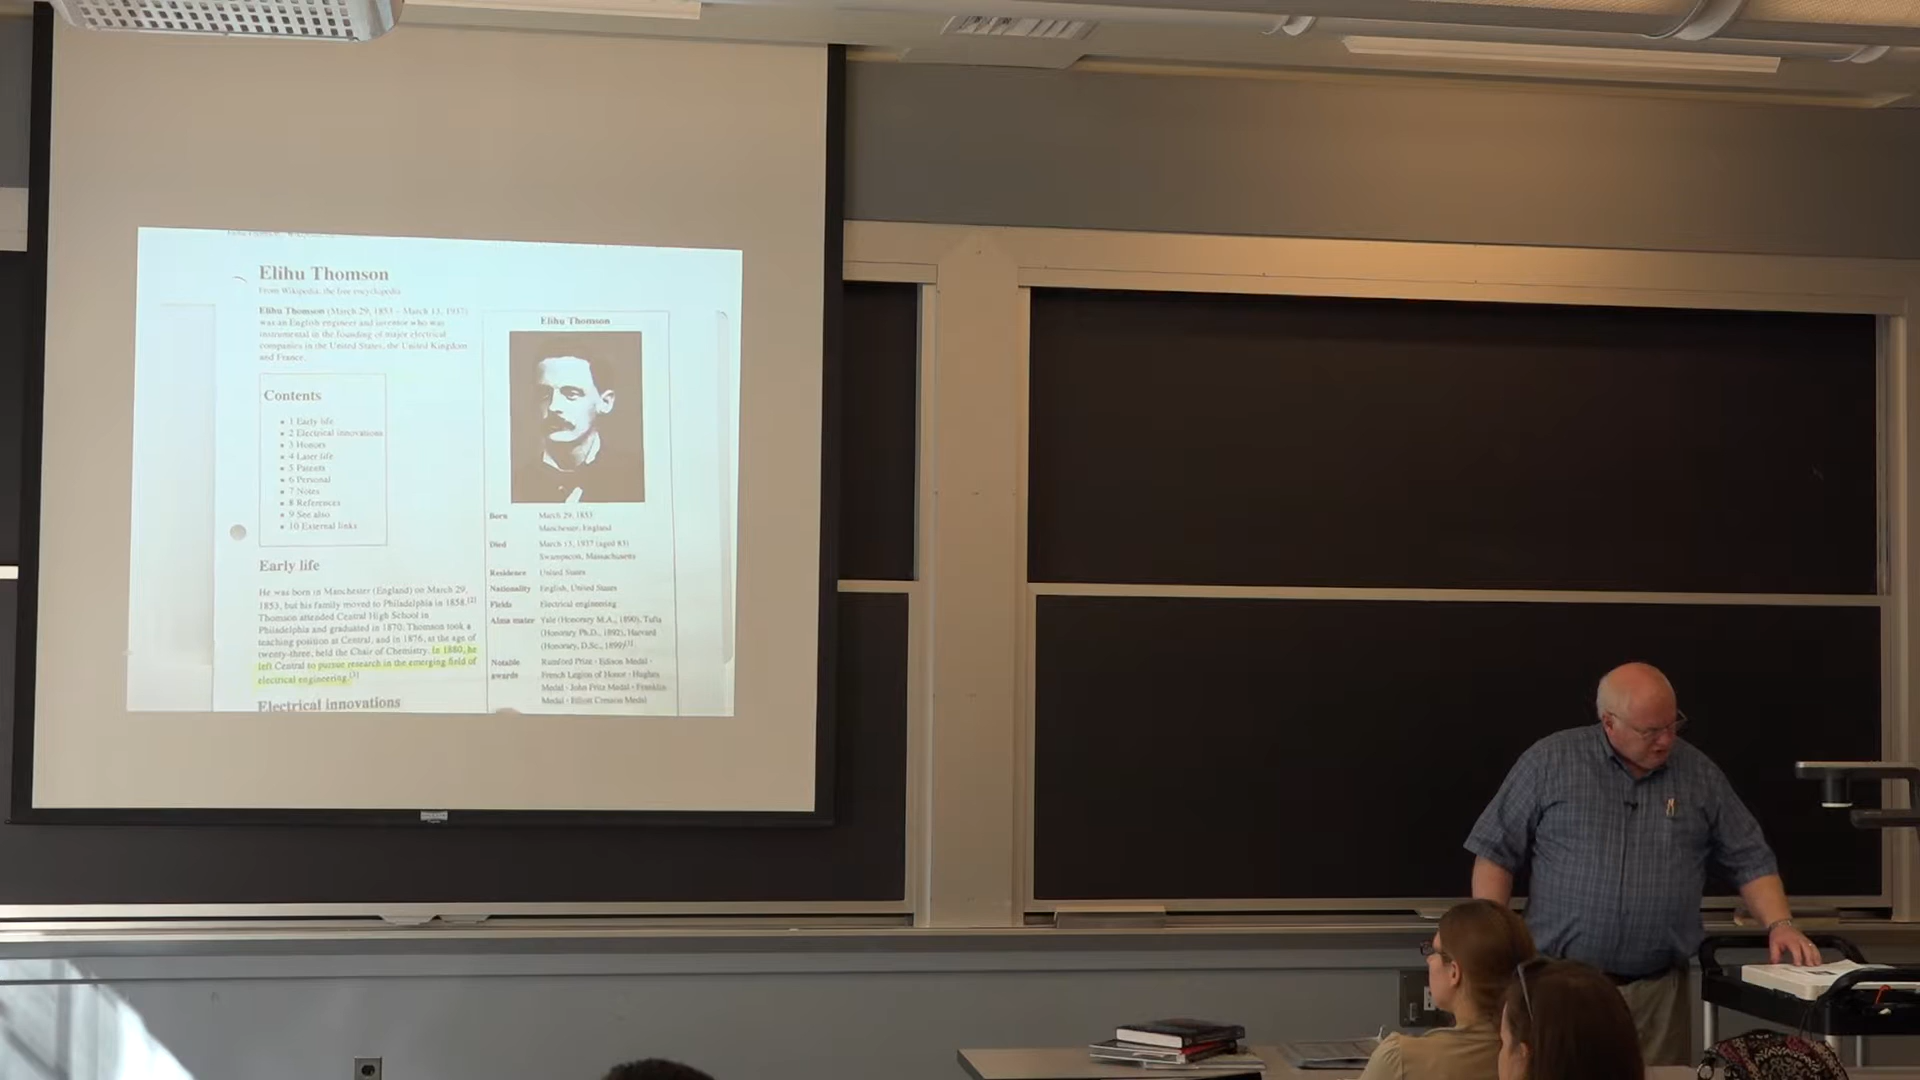 Elihu Thomson
From Wikipedia, the free encyclopedia
Elihu Thomson (March 29, 1853 - March 13, 1937)
was an English engineer and inventor who was
instrumental in the founding of major electrical
companies in the United States, the United Kingdom
and France.
Contents
1 Early life
2 Electrical innovations
3 Honors
4 Later life
5 Patents
6 Personal
7 Notes
8 References
9 See also
10 External links
Early life
He was born in Manchester (England) on March 29,
1853, but his family moved to Philadelphia in 1858.[2]
Thomson attended Central High School in
Philadelphia and graduated in 1870. Thomson took a
teaching position at Central, and in 1876, at the age of
twenty-three, held the Chair of Chemistry. In 1880, he
left Central to pursue research in the emerging field of
electrical engineering.[3]
Electrical innovations
Elihu Thomson
Born March 29, 1853
Manchester, England
Died March 13, 1937 (aged 83)
Swampscott, Massachusetts
Residence United States
Nationality English, United States
Fields Electrical engineering
Alma mater Yale (Honorary M.A., 1890), Tufts
(Honorary Ph.D., 1892), Harvard
(Honorary, D.Sc., 1899)[1]
Notable awards Rumford Prize · Edison Medal ·
French Legion of Honor · Hughes
Medal · John Fritz Medal · Franklin
Medal · Elliott Cresson Medal